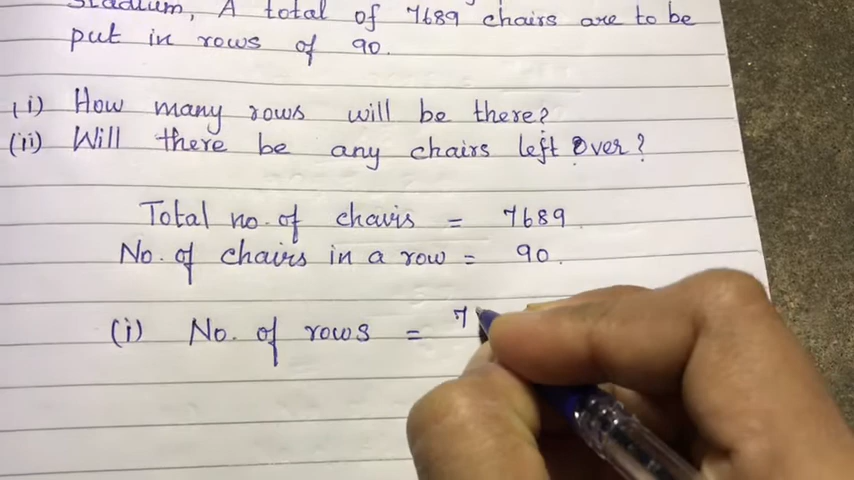 Stadium, A total of 7689 chairs are to be
put in rows of 90.
(i) How many rows will be there?
(ii) Will there be any chairs left over?
Total no. of chairs = 7689
No. of chairs in a row = 90.
(i) No. of rows = 7